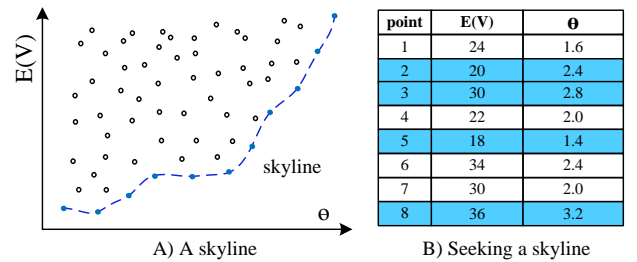 E(V)
skyline
Θ
A) A skyline
point E(V) Θ
1 24 1.6
2 20 2.4
3 30 2.8
4 22 2.0
5 18 1.4
6 34 2.4
7 30 2.0
8 36 3.2
B) Seeking a skyline